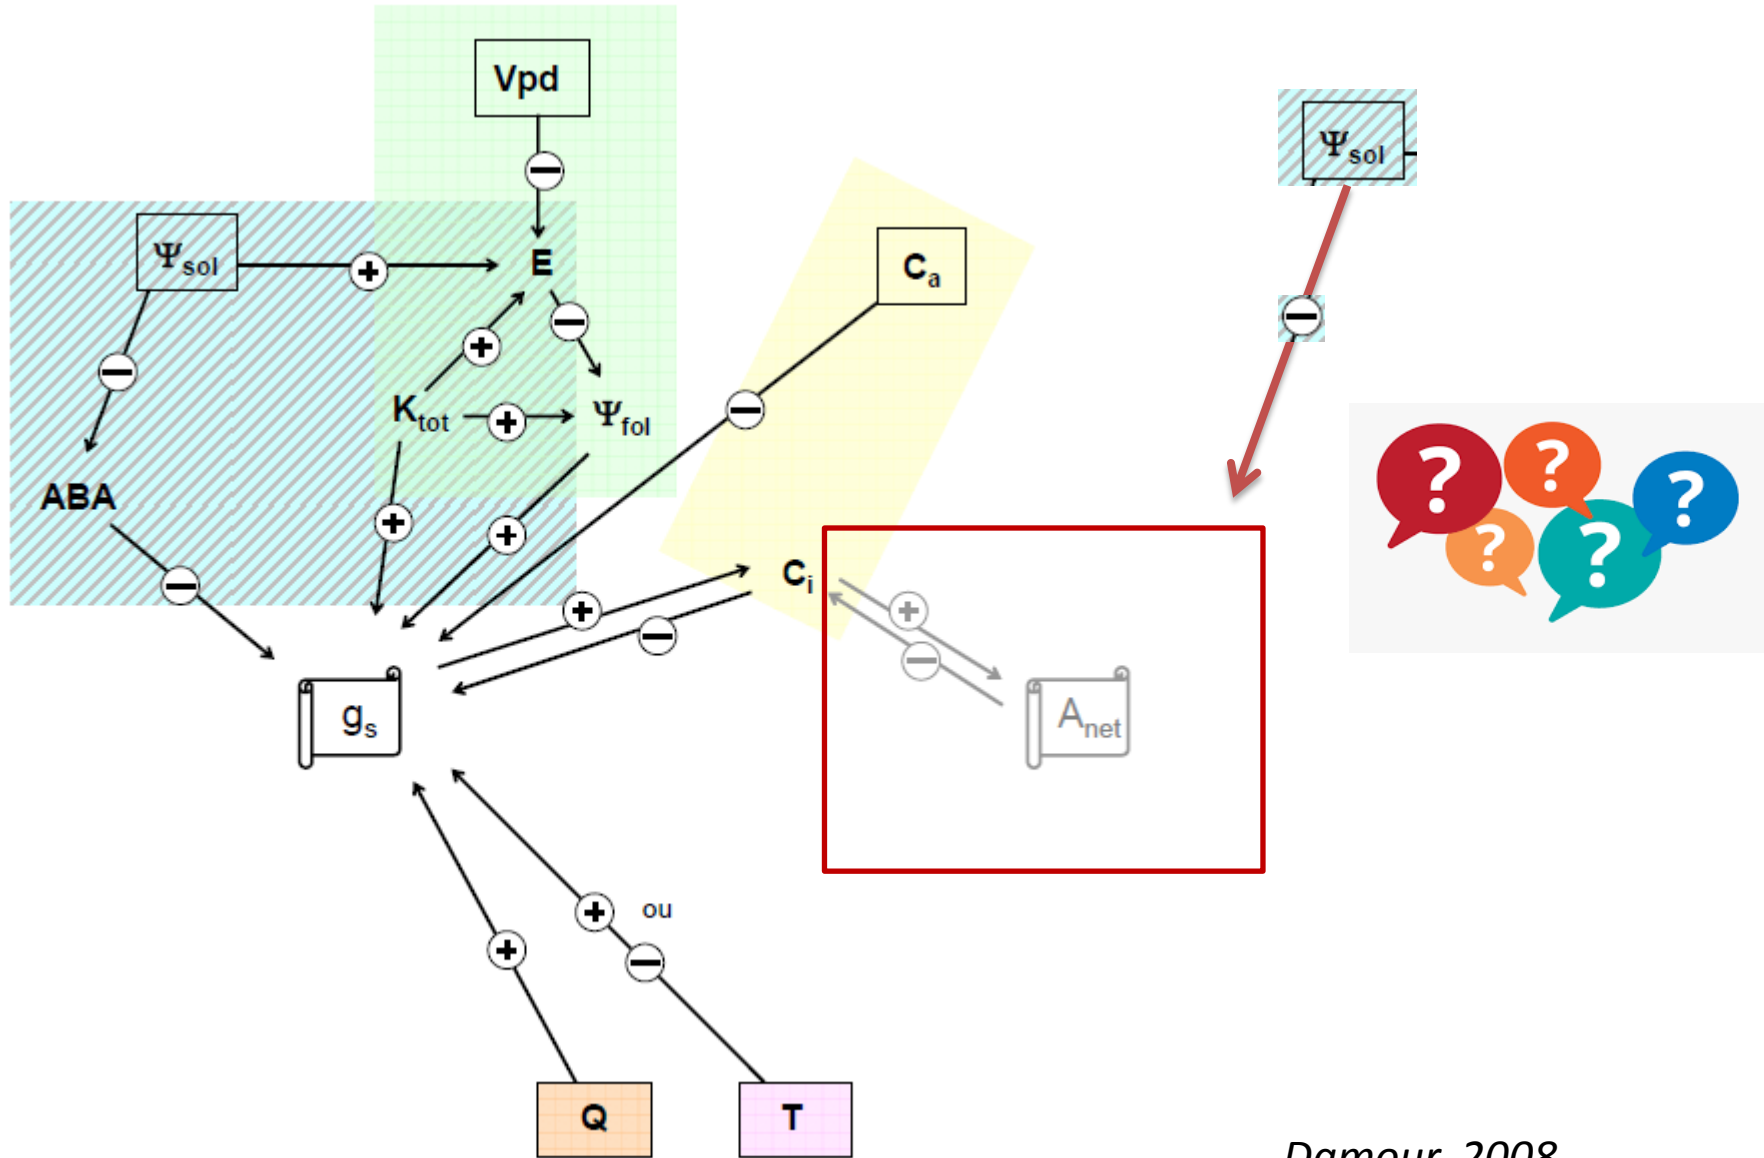 Vpd
Ψsol
Ψsol
E
Ca
Ktot
Ψfol
ABA
? ? ? ? ?
Ci
gs
Anet
ou
Q
T
Damour, 2008